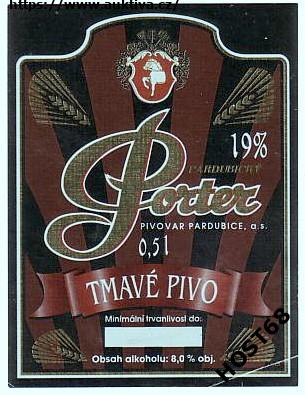 https://www.auktiva.cz/
19%
PARDUBICKÝ
Porter
PIVOVAR PARDUBICE, a.s.
0,5 l
TMAVÉ PIVO
Minimální trvanlivost do:
Obsah alkoholu: 8,0 % obj.
HOST68